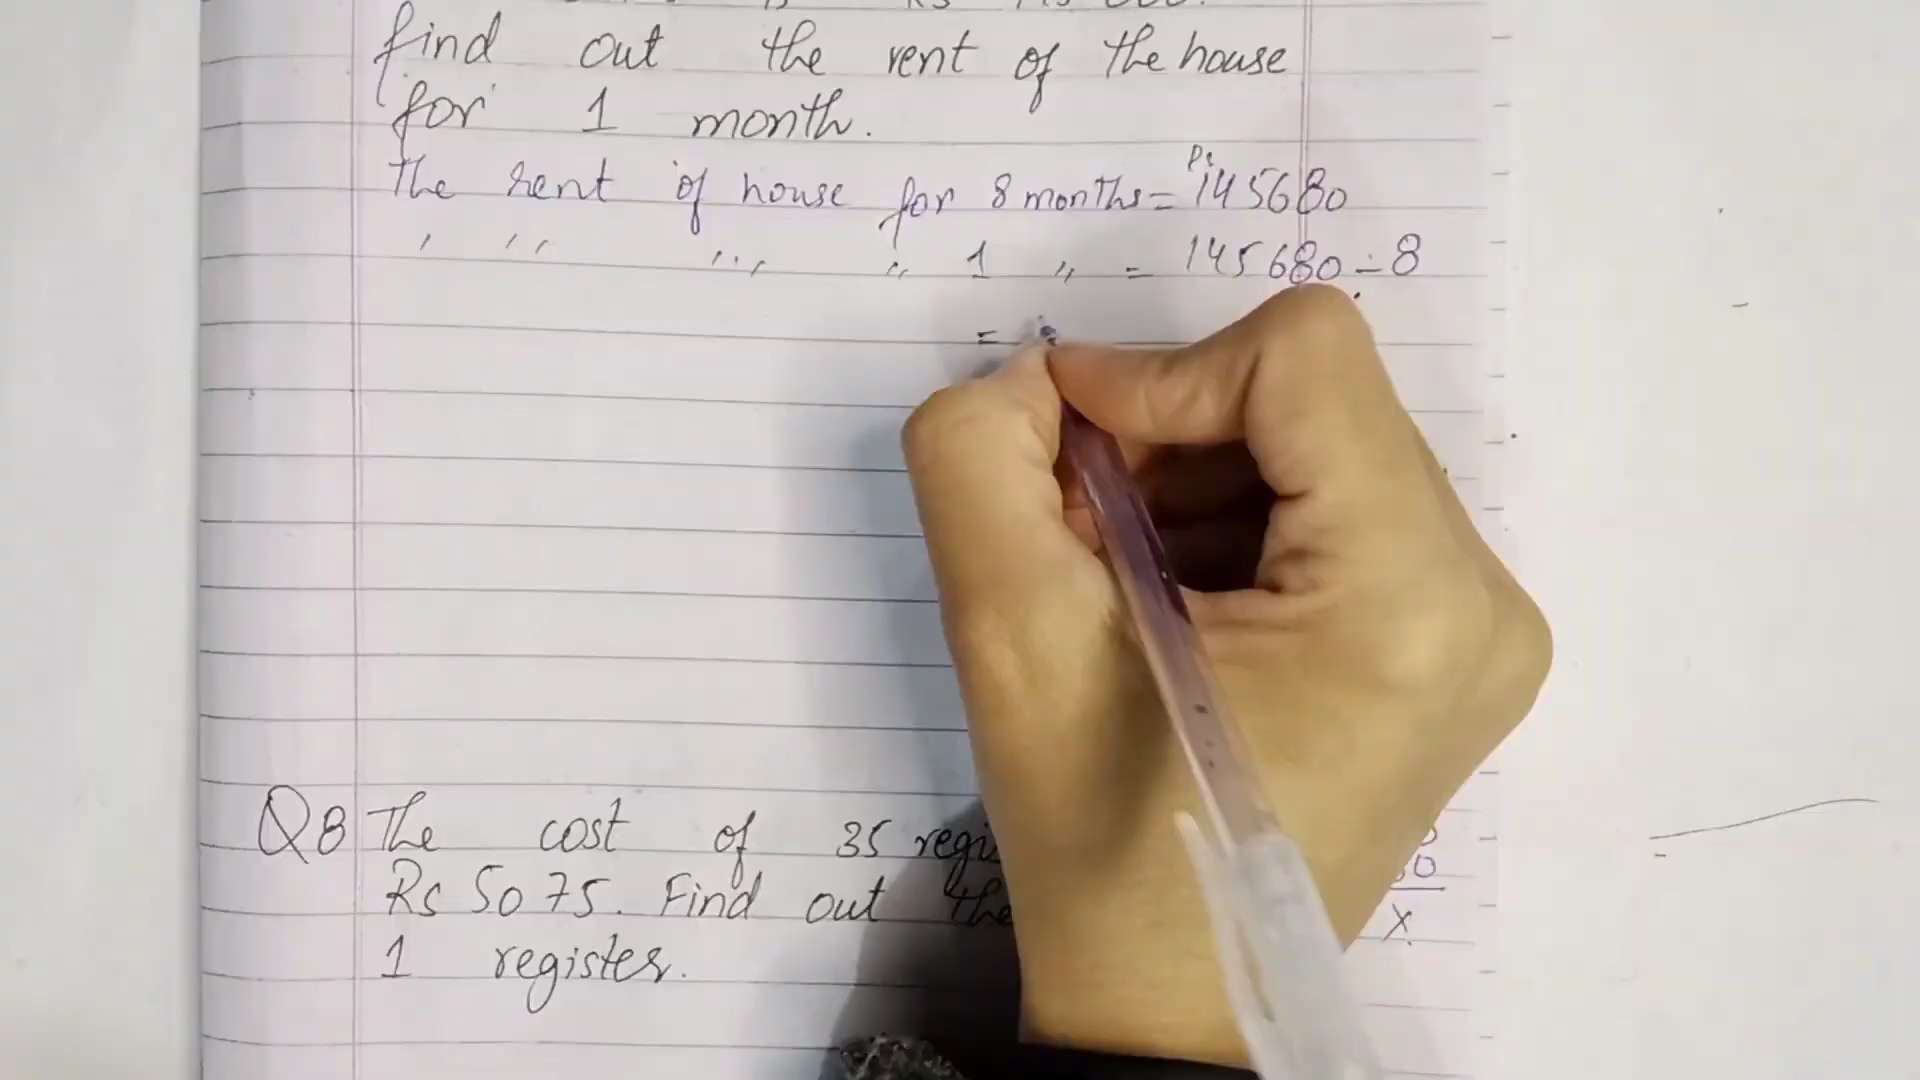 find out the rent of the house
for 1 month.
The rent of house for 8 months = Rs 145680
" " " " 1 " = 145680 ÷ 8
=
Q8 The cost of 35
Rs 5075. Find out the
1 register.